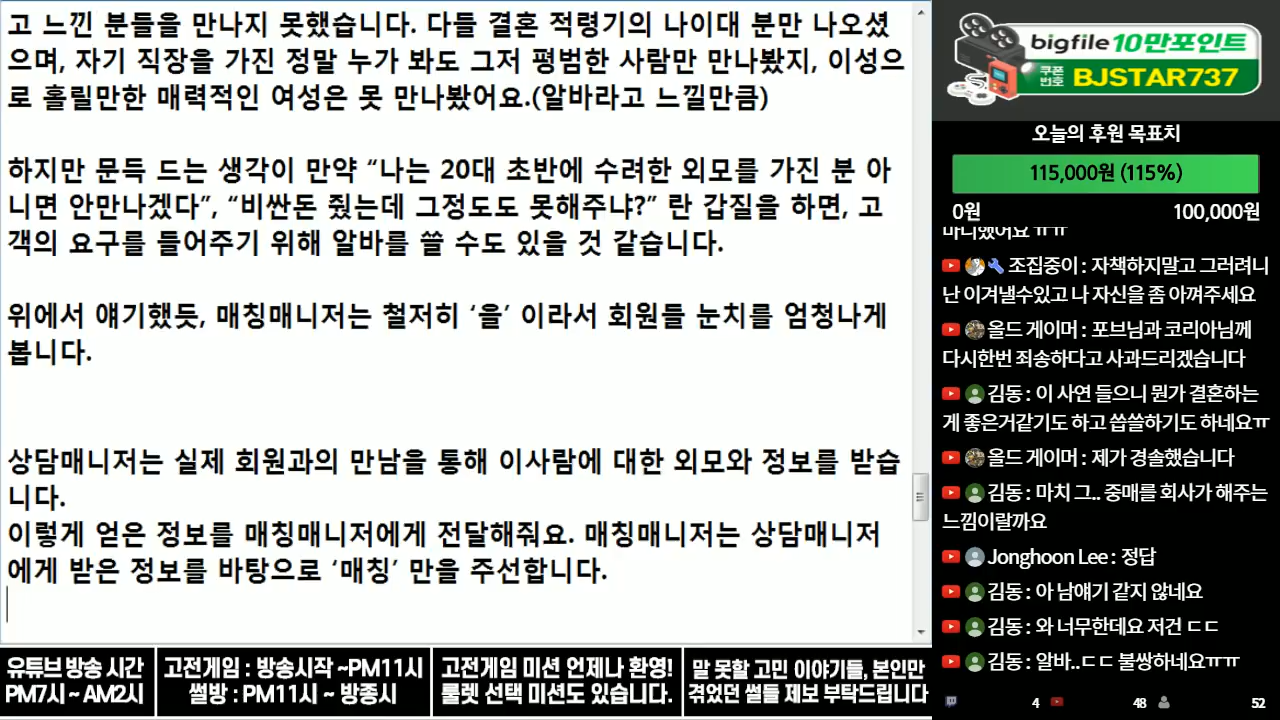 고 느낀 분들을 만나지 못했습니다. 다들 결혼 적령기의 나이대 분만 나오셨
으며, 자기 직장을 가진 정말 누가 봐도 그저 평범한 사람만 만나봤지, 이성으
로 홀릴만한 매력적인 여성은 못 만나봤어요.(알바라고 느낄만큼)
하지만 문득 드는 생각이 만약 “나는 20대 초반에 수려한 외모를 가진 분 아
니면 안만나겠다”, “비싼돈 줬는데 그정도도 못해주냐?” 란 갑질을 하면, 고
객의 요구를 들어주기 위해 알바를 쓸 수도 있을 것 같습니다.
위에서 얘기했듯, 매칭매니저는 철저히 ‘을’ 이라서 회원들 눈치를 엄청나게
봅니다.
상담매니저는 실제 회원과의 만남을 통해 이사람에 대한 외모와 정보를 받습
니다.
이렇게 얻은 정보를 매칭매니저에게 전달해줘요. 매칭매니저는 상담매니저
에게 받은 정보를 바탕으로 ‘매칭’ 만을 주선합니다.
bigfile 10만포인트
쿠폰
번호 BJSTAR737
오늘의 후원 목표치
115,000원 (115%)
0원 100,000원
조집중이 : 자책하지말고 그러려니
난 이겨낼수있고 나 자신을 좀 아껴주세요
올드 게이머 : 포브님과 코리아님께
다시한번 죄송하다고 사과드리겠습니다
김동 : 이 사연 들으니 뭔가 결혼하는
게 좋은거같기도 하고 씁쓸하기도 하네요ㅠ
올드 게이머 : 제가 경솔했습니다
김동 : 마치 그.. 중매를 회사가 해주는
느낌이랄까요
Jonghoon Lee : 정답
김동 : 아 남얘기 같지 않네요
김동 : 와 너무한데요 저건 ㄷㄷ
김동 : 알바..ㄷㄷ 불쌍하네요ㅠㅠ
4 48 52
유튜브 방송 시간
PM7시 ~ AM2시
고전게임 : 방송시작 ~PM11시
썰방 : PM11시 ~ 방종시
고전게임 미션 언제나 환영!
룰렛 선택 미션도 있습니다.
말 못할 고민 이야기들, 본인만
겪었던 썰들 제보 부탁드립니다